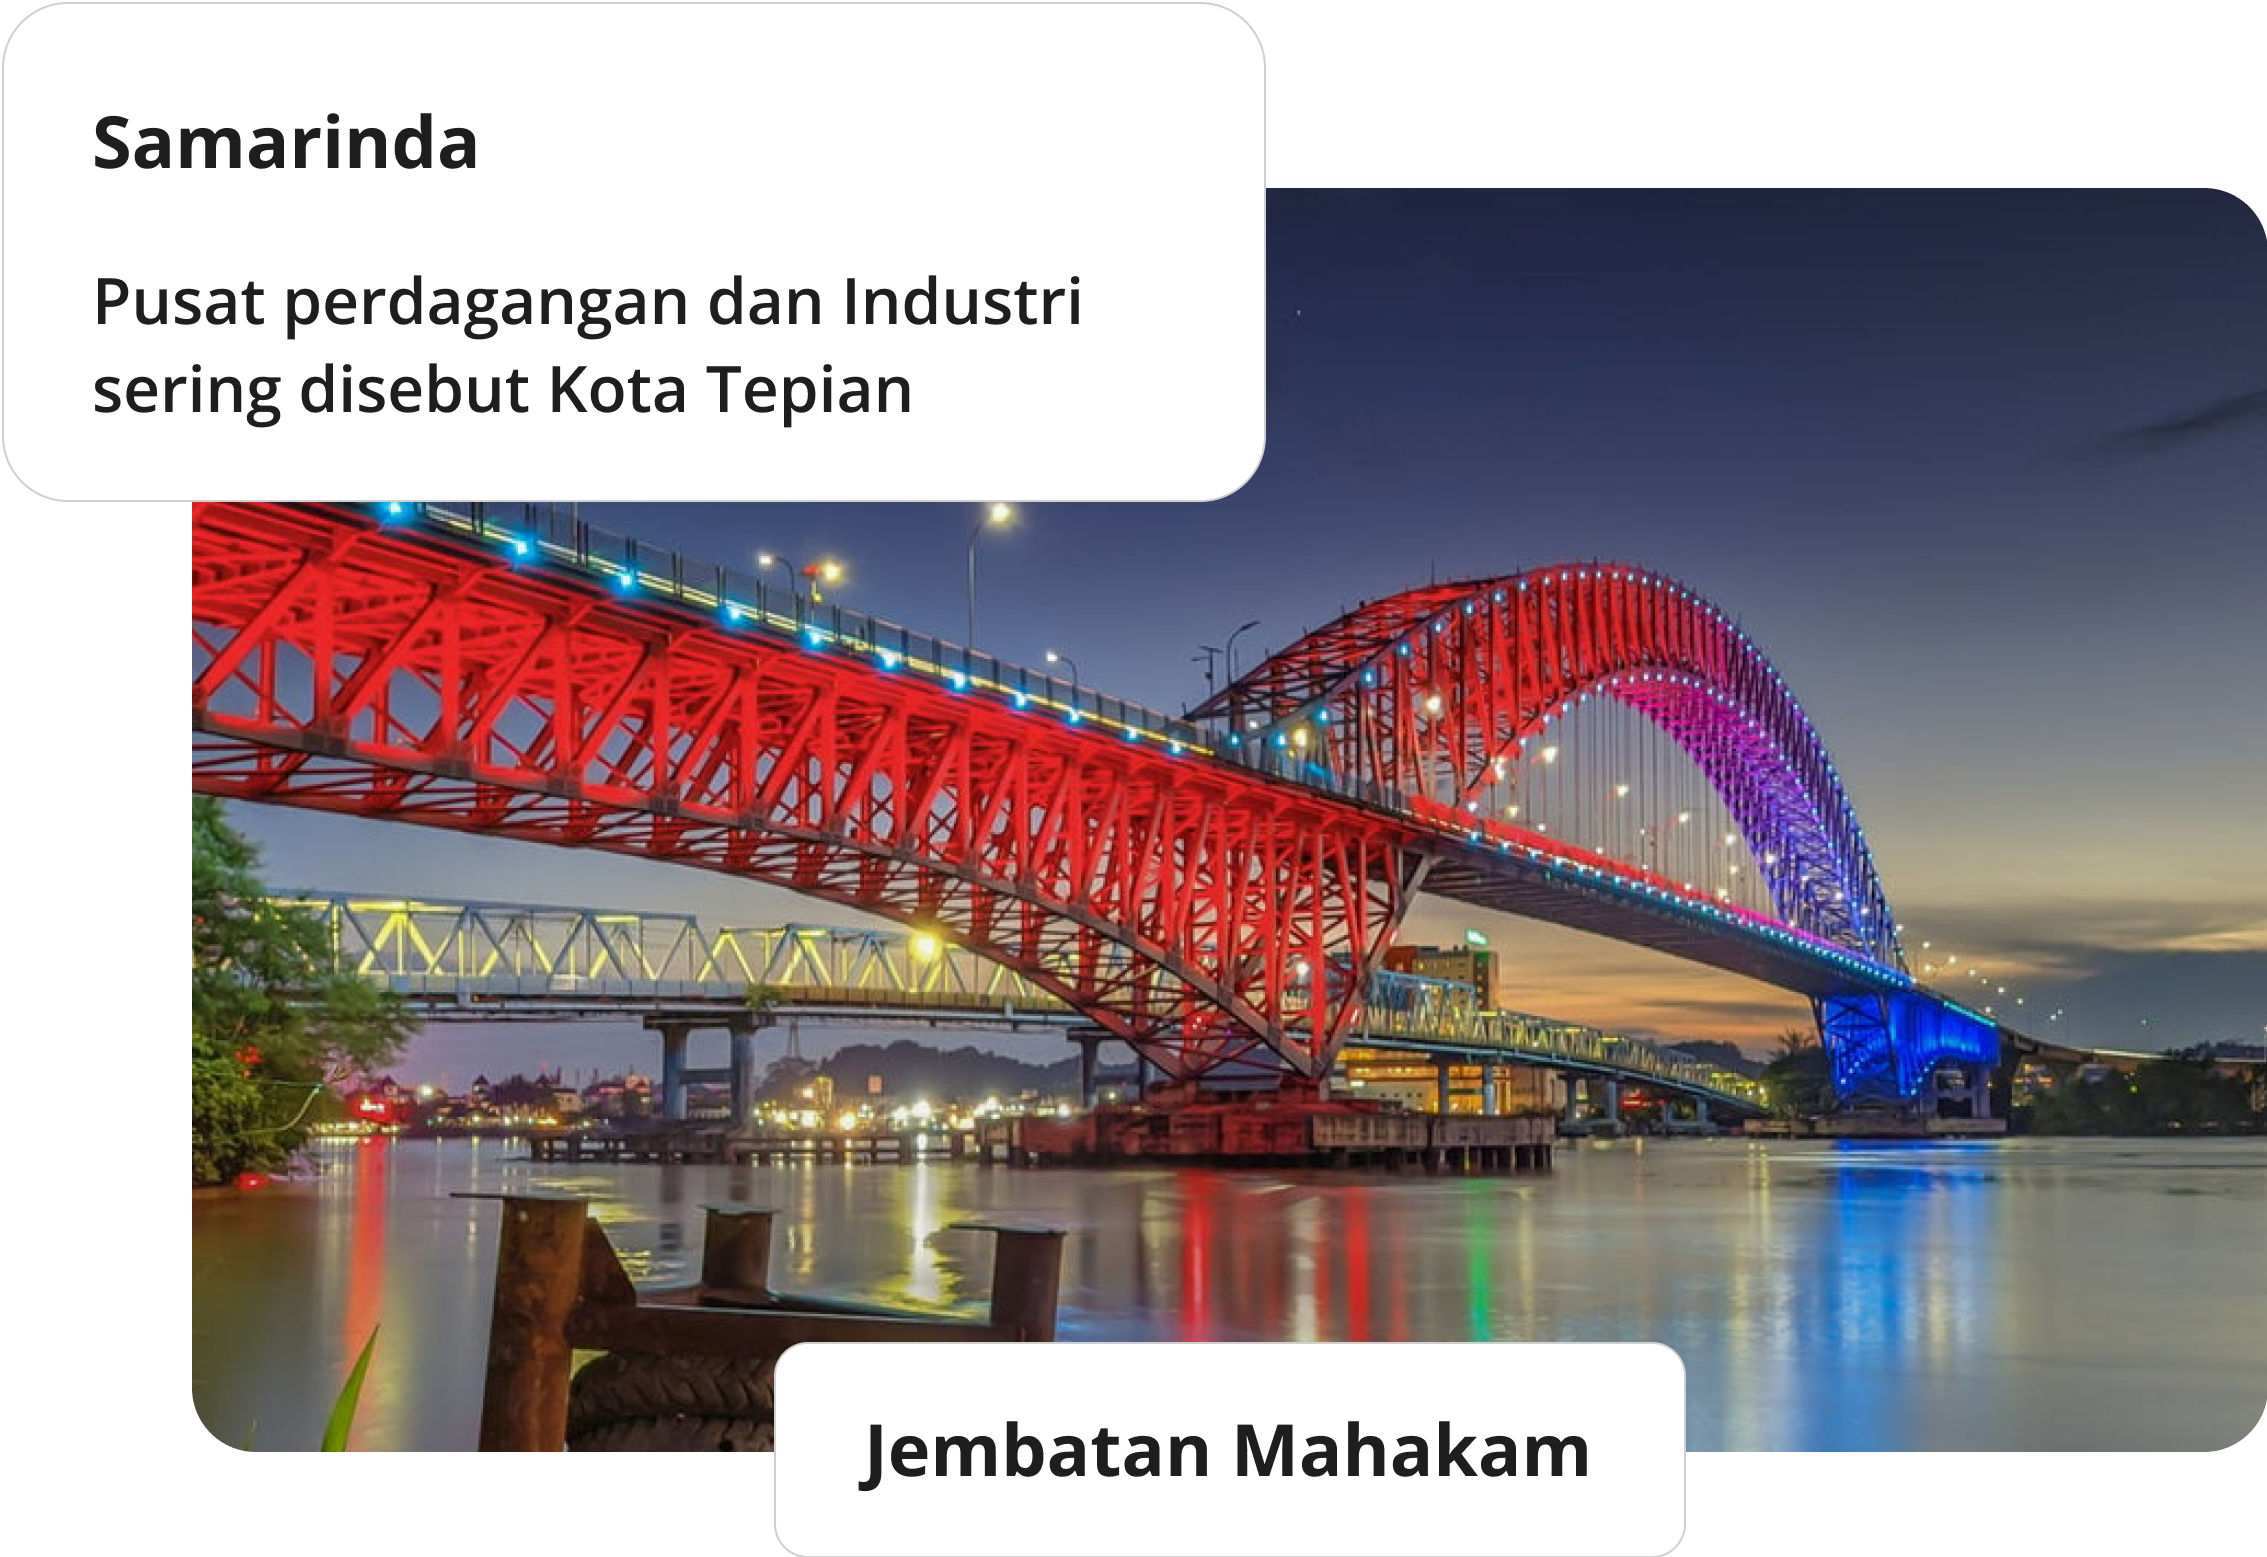 Samarinda
Pusat perdagangan dan Industri
sering disebut Kota Tepian
Jembatan Mahakam